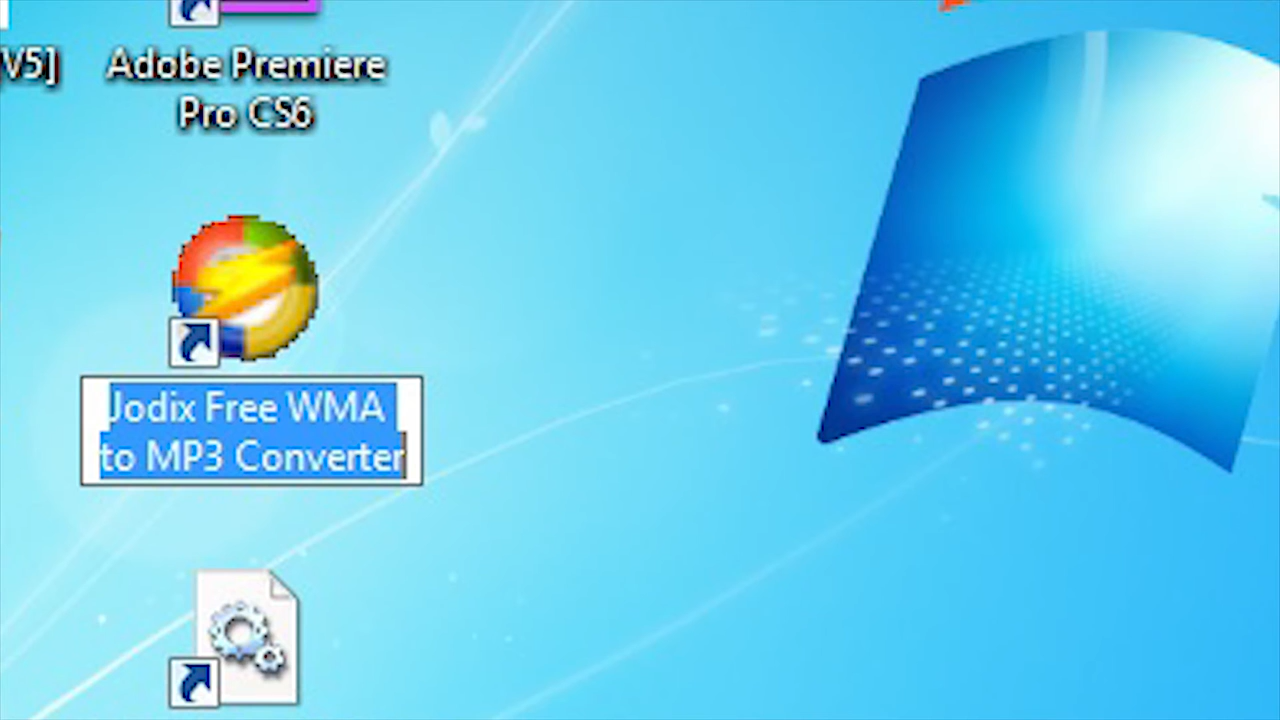 V5]
Adobe Premiere
Pro CS6
Jodix Free WMA
to MP3 Converter